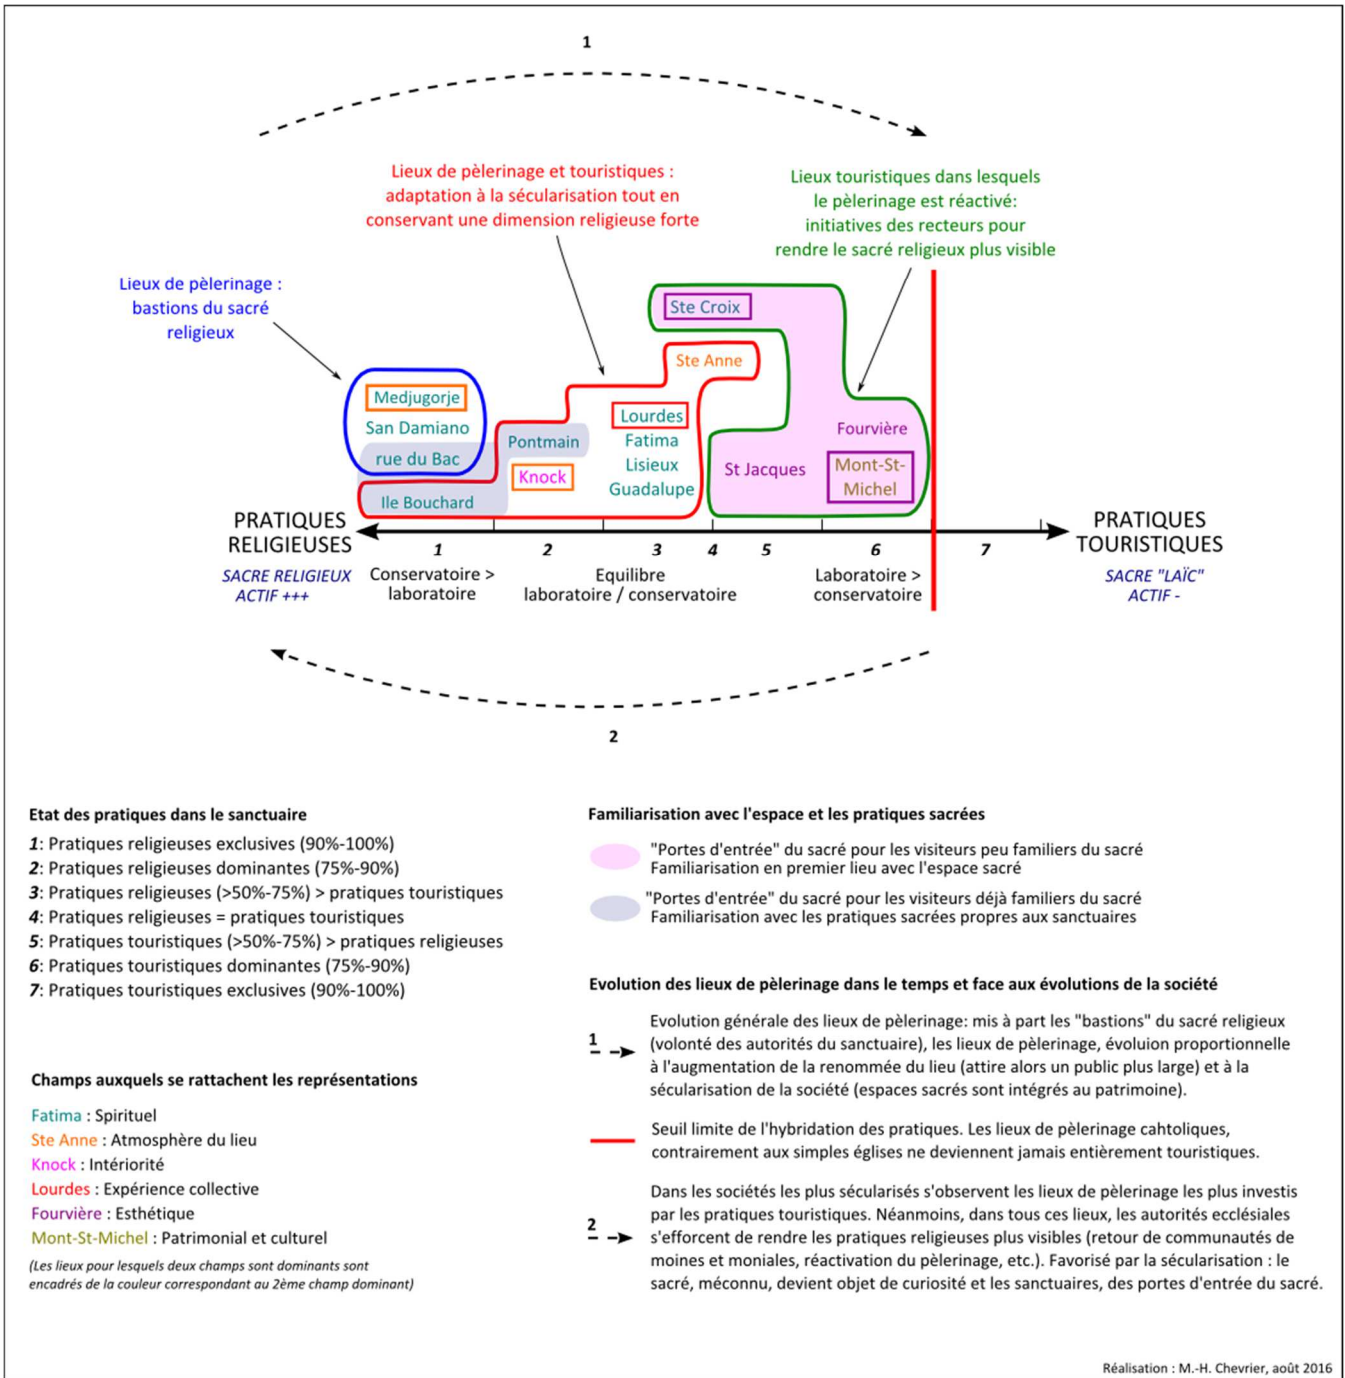 1
Lieux de pèlerinage et touristiques :
adaptation à la sécularisation tout en
conservant une dimension religieuse forte
Lieux touristiques dans lesquels
le pèlerinage est réactivé:
initiatives des recteurs pour
rendre le sacré religieux plus visible
Lieux de pèlerinage :
bastions du sacré
religieux
Ste Croix
Ste Anne
Medjugorje
San Damiano
rue du Bac
Ile Bouchard
Pontmain
Knock
Lourdes
Fatima
Lisieux
Guadalupe
St Jacques
Fourvière
Mont-St-
Michel
PRATIQUES
RELIGIEUSES
SACRE RELIGIEUX
ACTIF +++
1
2
3
4
5
6
7
Conservatoire >
laboratoire
Equilibre
laboratoire / conservatoire
Laboratoire >
conservatoire
PRATIQUES
TOURISTIQUES
SACRE "LAÏC"
ACTIF -
2
Etat des pratiques dans le sanctuaire
1: Pratiques religieuses exclusives (90%-100%)
2: Pratiques religieuses dominantes (75%-90%)
3: Pratiques religieuses (>50%-75%) > pratiques touristiques
4: Pratiques religieuses = pratiques touristiques
5: Pratiques touristiques (>50%-75%) > pratiques religieuses
6: Pratiques touristiques dominantes (75%-90%)
7: Pratiques touristiques exclusives (90%-100%)
Champs auxquels se rattachent les représentations
Fatima : Spirituel
Ste Anne : Atmosphère du lieu
Knock : Intériorité
Lourdes : Expérience collective
Fourvière : Esthétique
Mont-St-Michel : Patrimonial et culturel
(Les lieux pour lesquels deux champs sont dominants sont
encadrés de la couleur correspondant au 2ème champ dominant)
Familiarisation avec l'espace et les pratiques sacrées
"Portes d'entrée" du sacré pour les visiteurs peu familiers du sacré
Familiarisation en premier lieu avec l'espace sacré
"Portes d'entrée" du sacré pour les visiteurs déjà familiers du sacré
Familiarisation avec les pratiques sacrées propres aux sanctuaires
Evolution des lieux de pèlerinage dans le temps et face aux évolutions de la société
1
Evolution générale des lieux de pèlerinage: mis à part les "bastions" du sacré religieux
(volonté des autorités du sanctuaire), les lieux de pèlerinage, évoluion proportionnelle
à l'augmentation de la renommée du lieu (attire alors un public plus large) et à la
sécularisation de la société (espaces sacrés sont intégrés au patrimoine).
Seuil limite de l'hybridation des pratiques. Les lieux de pèlerinage cahtoliques,
contrairement aux simples églises ne deviennent jamais entièrement touristiques.
2
Dans les sociétés les plus sécularisés s'observent les lieux de pèlerinage les plus investis
par les pratiques touristiques. Néanmoins, dans tous ces lieux, les autorités ecclésiales
s'efforcent de rendre les pratiques religieuses plus visibles (retour de communautés de
moines et moniales, réactivation du pèlerinage, etc.). Favorisé par la sécularisation : le
sacré, méconnu, devient objet de curiosité et les sanctuaires, des portes d'entrée du sacré.
Réalisation : M.-H. Chevrier, août 2016